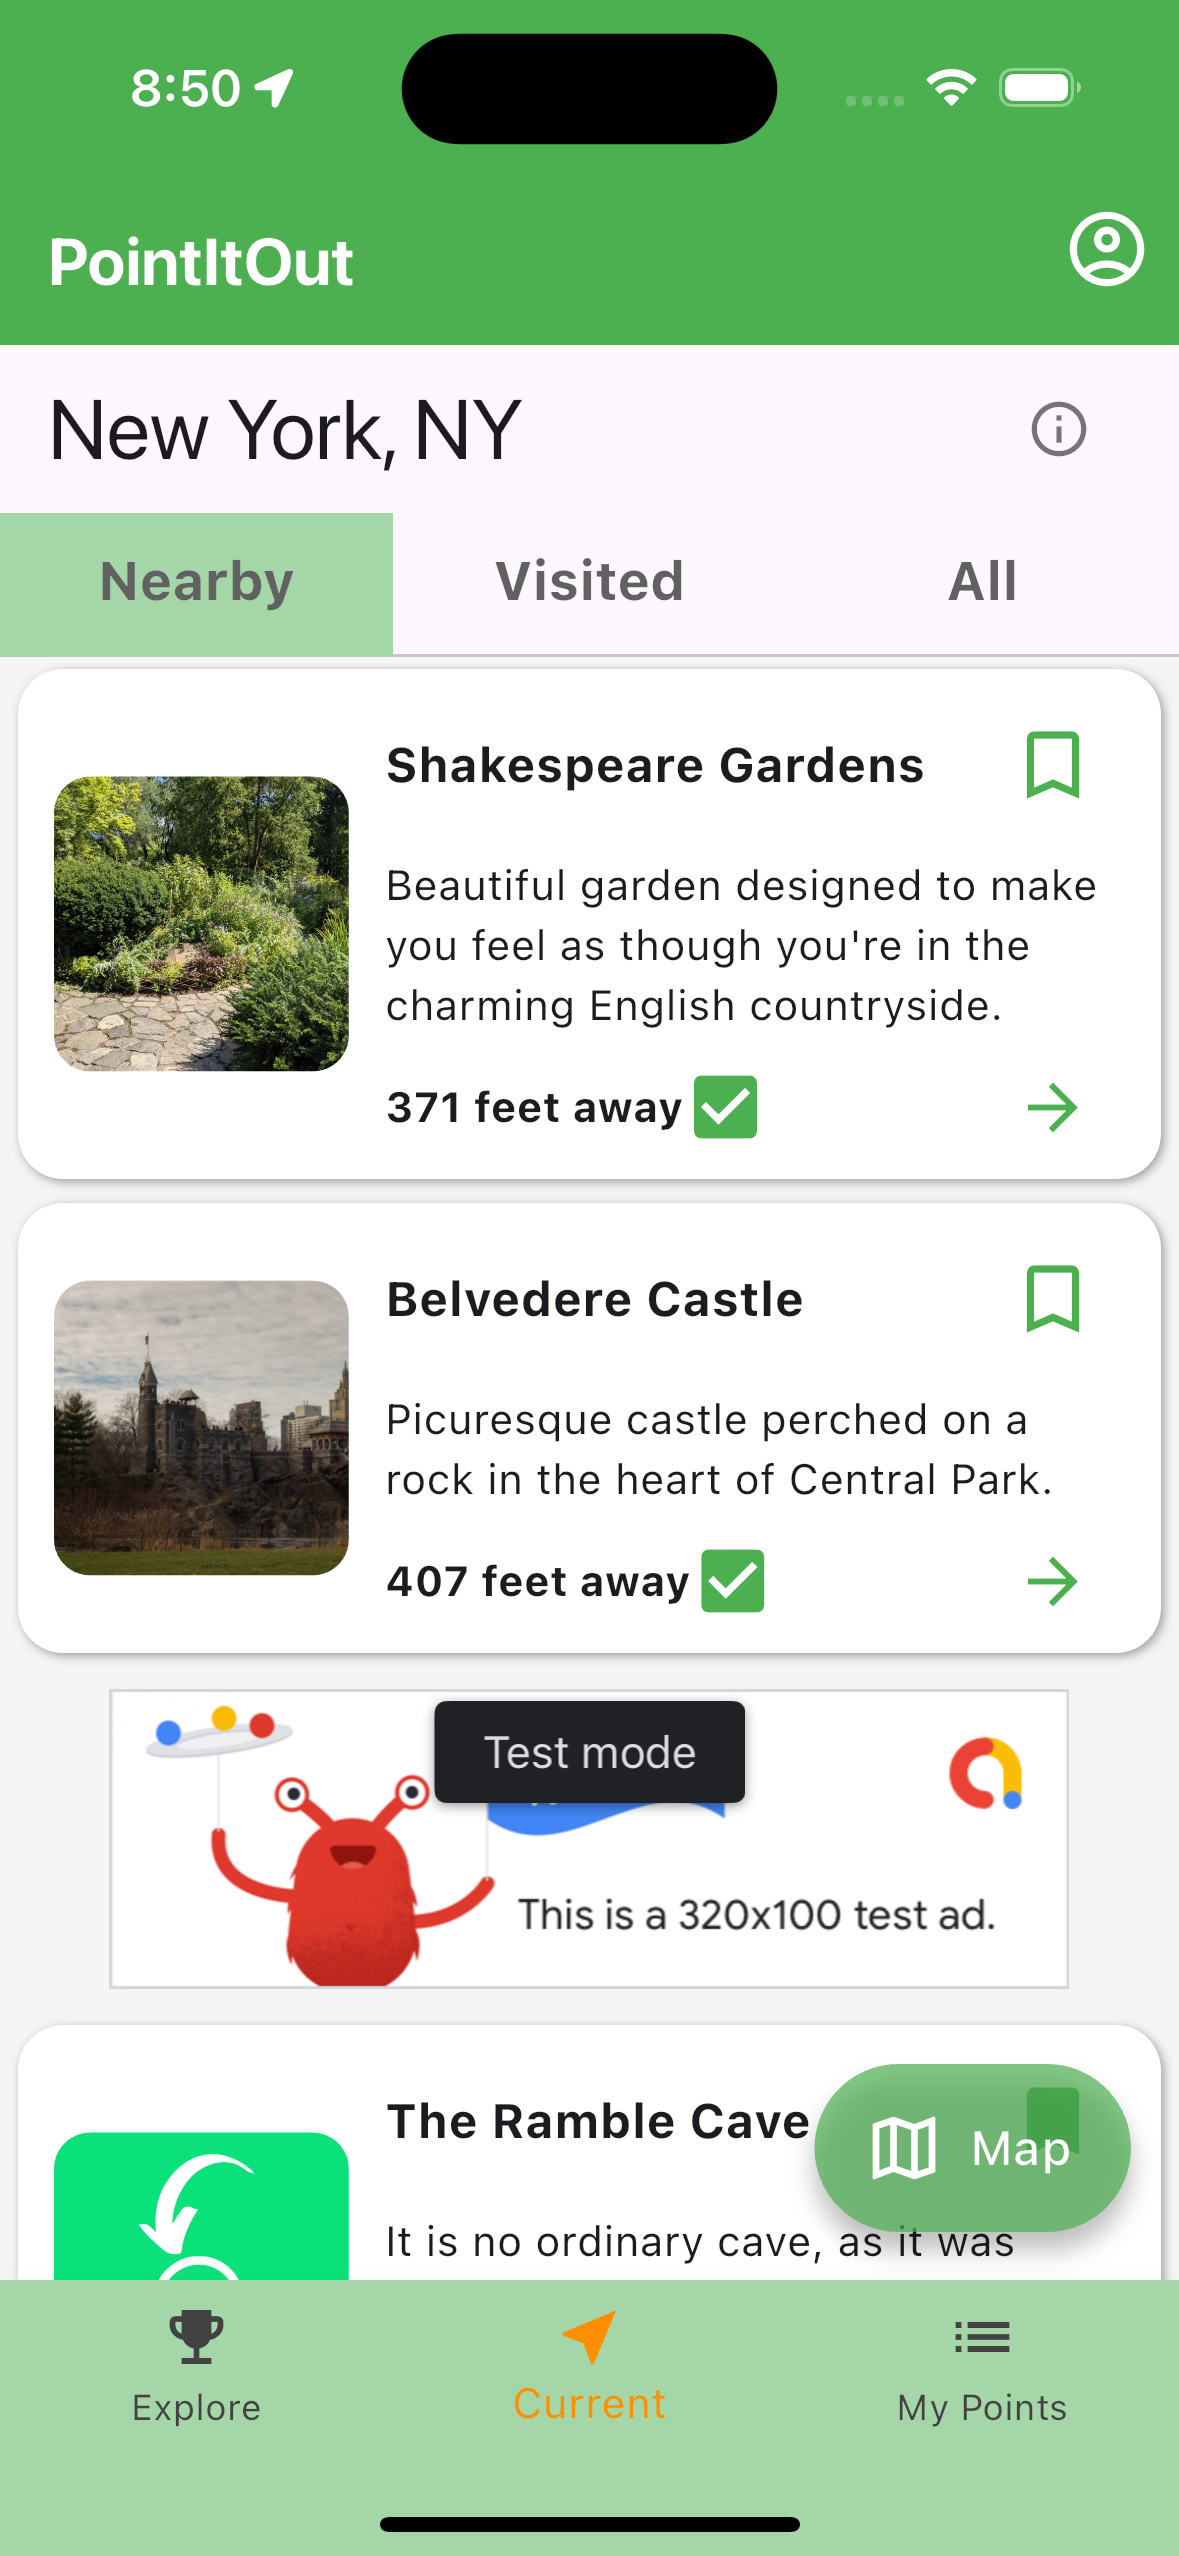 8:50
PointItOut
New York, NY
Nearby
Visited
All
Shakespeare Gardens
Beautiful garden designed to make
you feel as though you're in the
charming English countryside.
371 feet away
Belvedere Castle
Picuresque castle perched on a
rock in the heart of Central Park.
407 feet away
Test mode
This is a 320x100 test ad.
The Ramble Cave
Map
It is no ordinary cave, as it was
Explore
Current
My Points